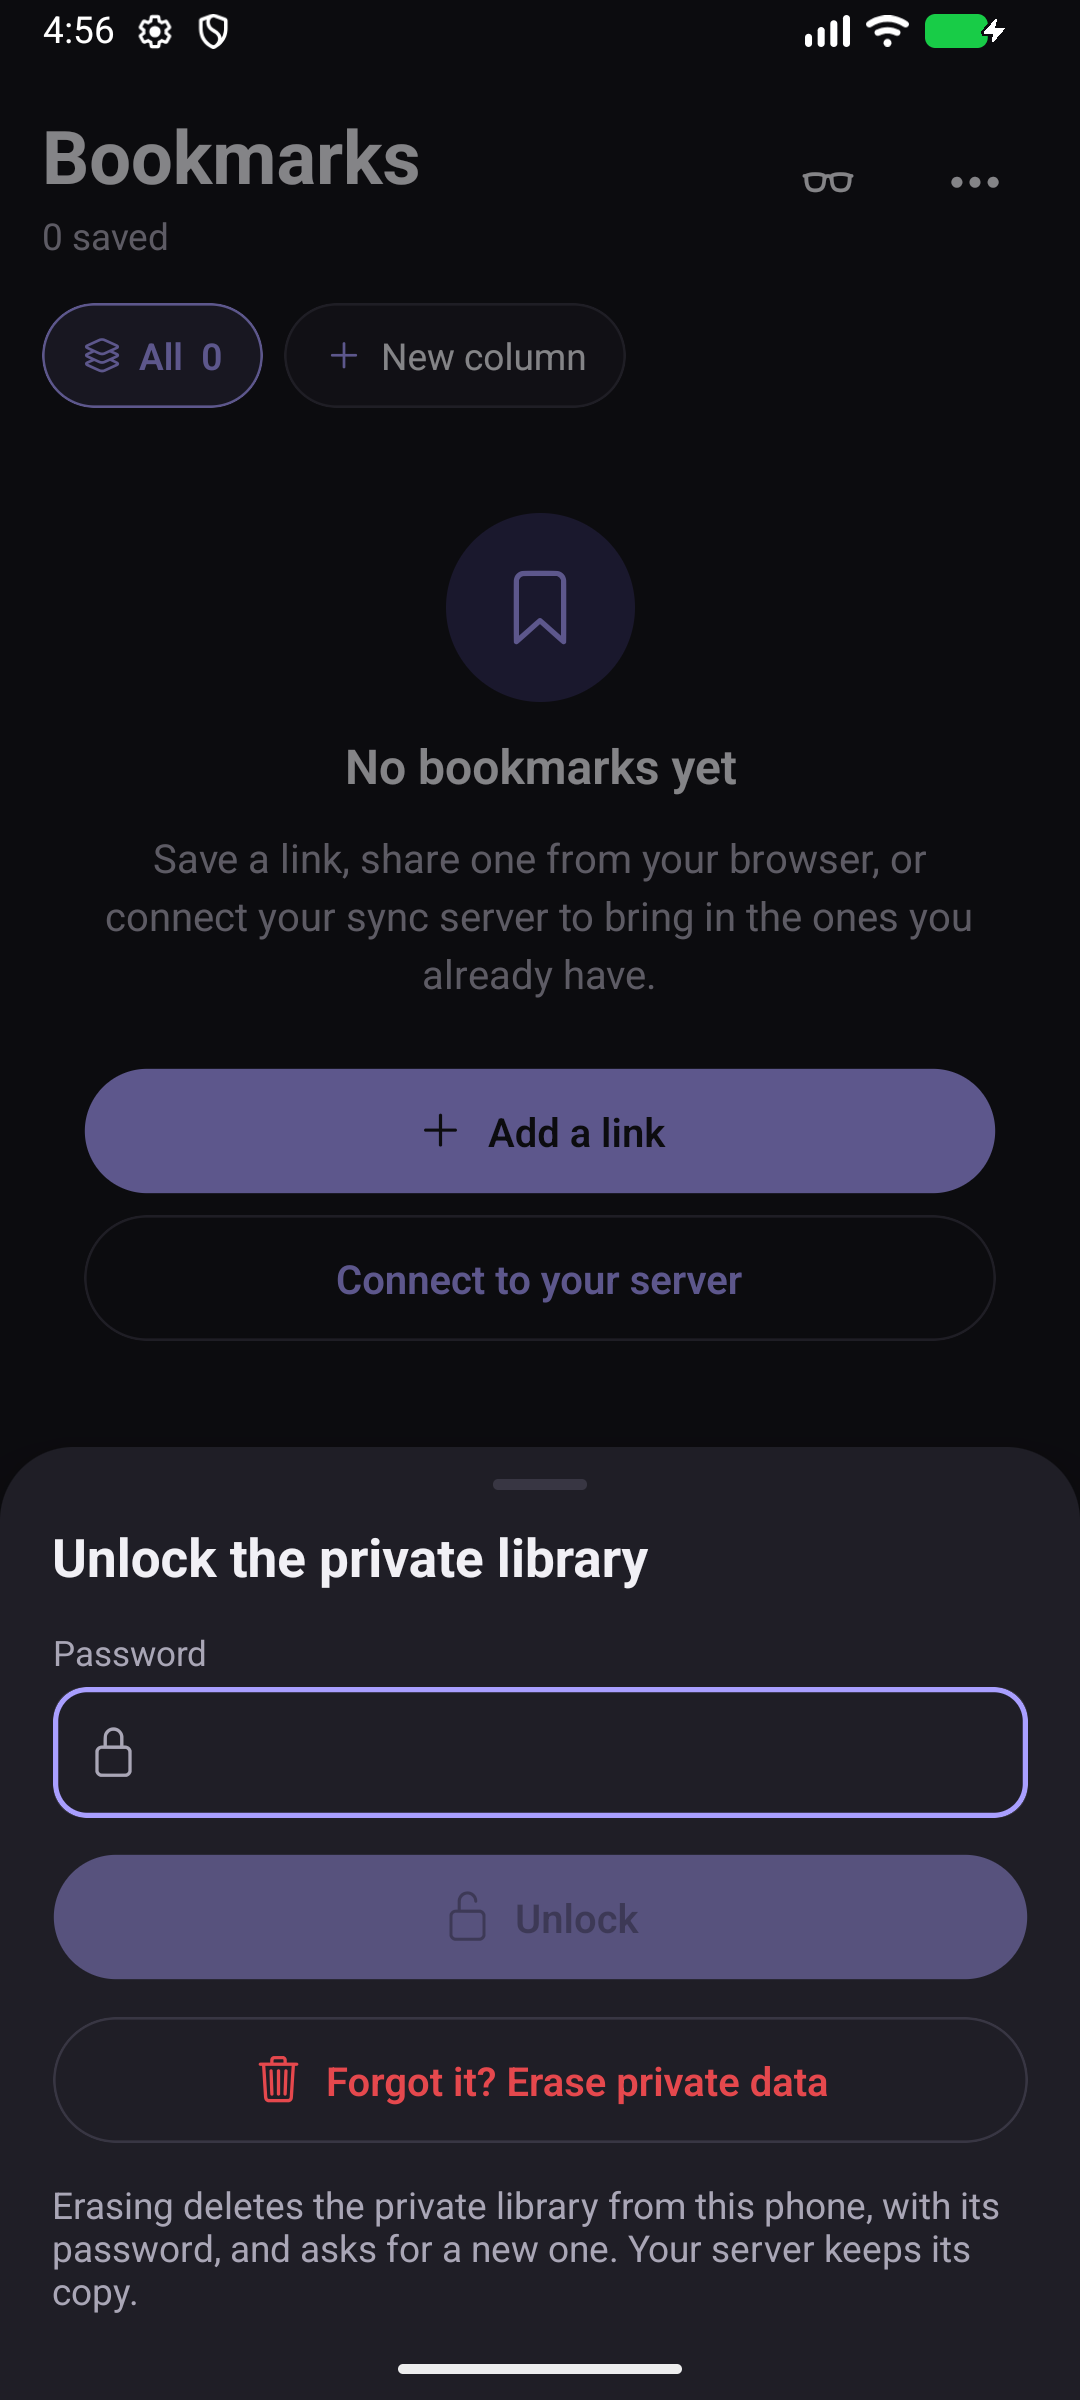 4:56
Bookmarks
0 saved
All 0
New column
No bookmarks yet
Save a link, share one from your browser, or
connect your sync server to bring in the ones you
already have.
Add a link
Connect to your server
Unlock the private library
Password
Unlock
Forgot it? Erase private data
Erasing deletes the private library from this phone, with its
password, and asks for a new one. Your server keeps its
copy.